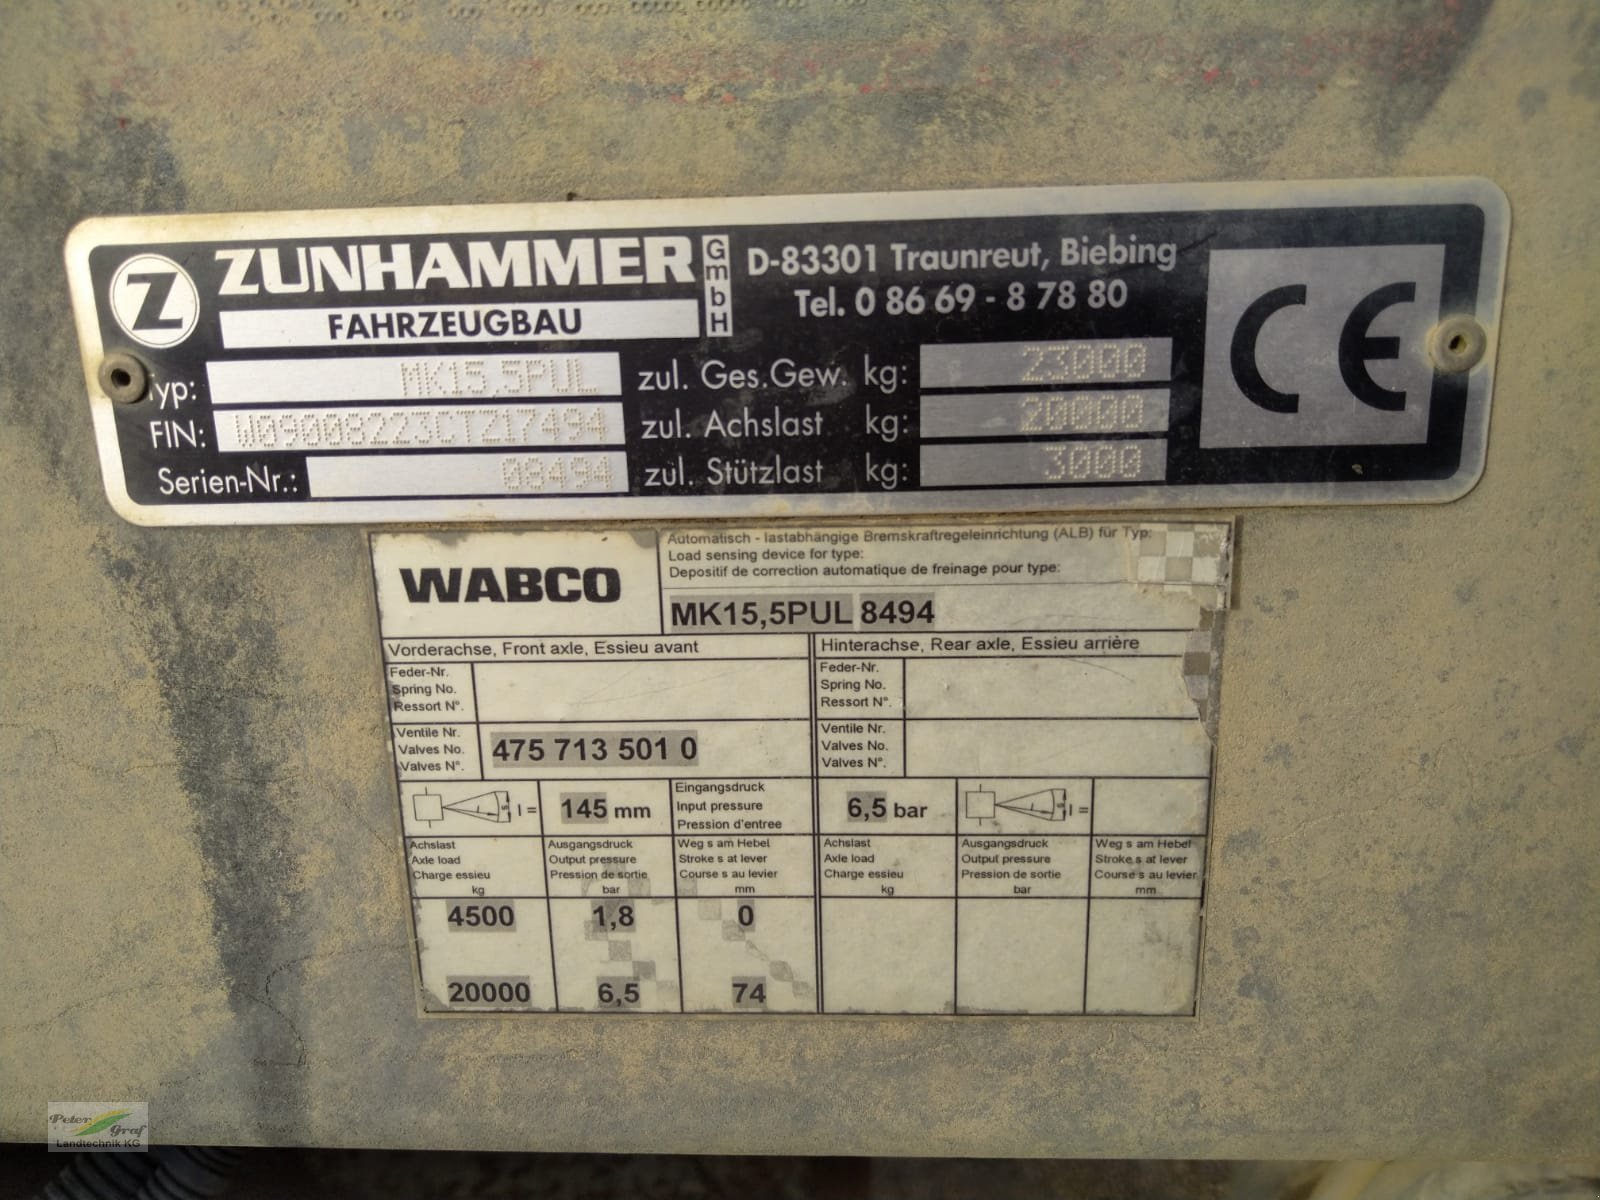 Z ZUNHAMMER GmbH
FAHRZEUGBAU
D-83301 Traunreut, Biebing
Tel. 0 86 69 - 8 78 80
CE
Typ: MK15,5PUL zul. Ges.Gew. kg: 23000
FIN: W09008223CTZ17494 zul. Achslast kg: 20000
Serien-Nr.: 08494 zul. Stützlast kg: 3000
WABCO
Automatisch - lastabhängige Bremskraftregeleinrichtung (ALB) für Typ:
Load sensing device for type:
Depositif de correction automatique de freinage pour type:
MK15,5PUL 8494
Vorderachse, Front axle, Essieu avant
Hinterachse, Rear axle, Essieu arrière
Feder-Nr.
Spring No.
Ressort N°.
Feder-Nr.
Spring No.
Ressort N°.
Ventile Nr.
Valves No.
Valves N°.
475 713 501 0
Ventile Nr.
Valves No.
Valves N°.
l =
145 mm
Eingangsdruck
Input pressure
Pression d'entree
6,5 bar
l =
Achslast
Axle load
Charge essieu
kg
Ausgangsdruck
Output pressure
Pression de sortie
bar
Weg s am Hebel
Stroke s at lever
Course s au levier
mm
Achslast
Axle load
Charge essieu
kg
Ausgangsdruck
Output pressure
Pression de sortie
bar
Weg s am Hebel
Stroke s at lever
Course s au levier
mm
4500 1,8 0
20000 6,5 74
Peter Graf
Landtechnik KG